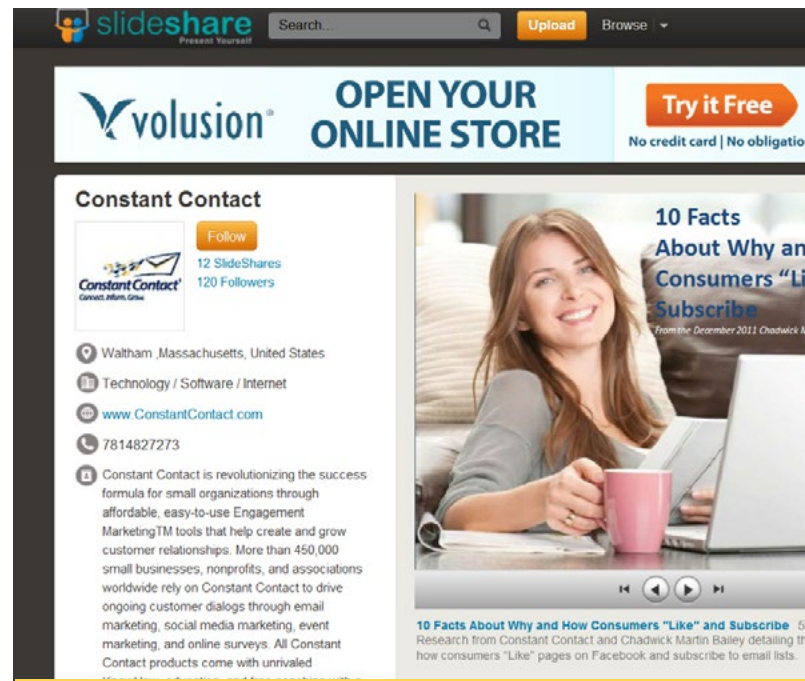 slideshare
Present Yourself
Search...
Upload
Browse
volusion
OPEN YOUR
ONLINE STORE
Try it Free
No credit card | No obligatio
Constant Contact
Follow
12 SlideShares
120 Followers
Constant Contact®
Connect. Inform. Grow.
Waltham ,Massachusetts, United States
Technology / Software / Internet
www.ConstantContact.com
7814827273
Constant Contact is revolutionizing the success
formula for small organizations through
affordable, easy-to-use Engagement
MarketingTM tools that help create and grow
customer relationships. More than 450,000
small businesses, nonprofits, and associations
worldwide rely on Constant Contact to drive
ongoing customer dialogs through email
marketing, social media marketing, event
marketing, and online surveys. All Constant
Contact products come with unrivaled
10 Facts
About Why an
Consumers “Li
Subscribe
From the December 2011 Chadwick M
10 Facts About Why and How Consumers "Like" and Subscribe 5
Research from Constant Contact and Chadwick Martin Bailey detailing th
how consumers "Like" pages on Facebook and subscribe to email lists.